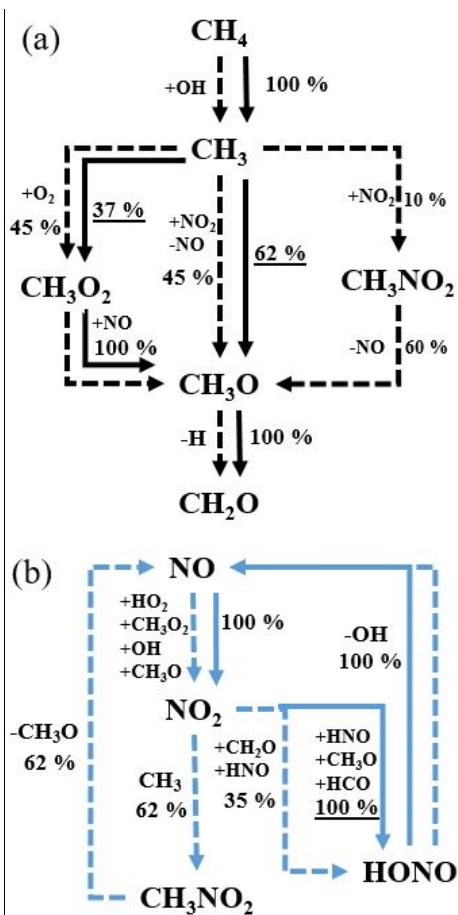 (a)
CH₄
+OH
100 %
CH₃
+O₂
45 %
37 %
+NO₂
-NO
45 %
62 %
+NO₂
10 %
CH₃O₂
CH₃NO₂
+NO
100 %
-NO
60 %
CH₃O
-H
100 %
CH₂O
(b)
NO
+HO₂
+CH₃O₂
+OH
+CH₃O
100 %
-OH
100 %
NO₂
-CH₃O
62 %
CH₃
62 %
+CH₂O
+HNO
35 %
+HNO
+CH₃O
+HCO
100 %
HONO
CH₃NO₂